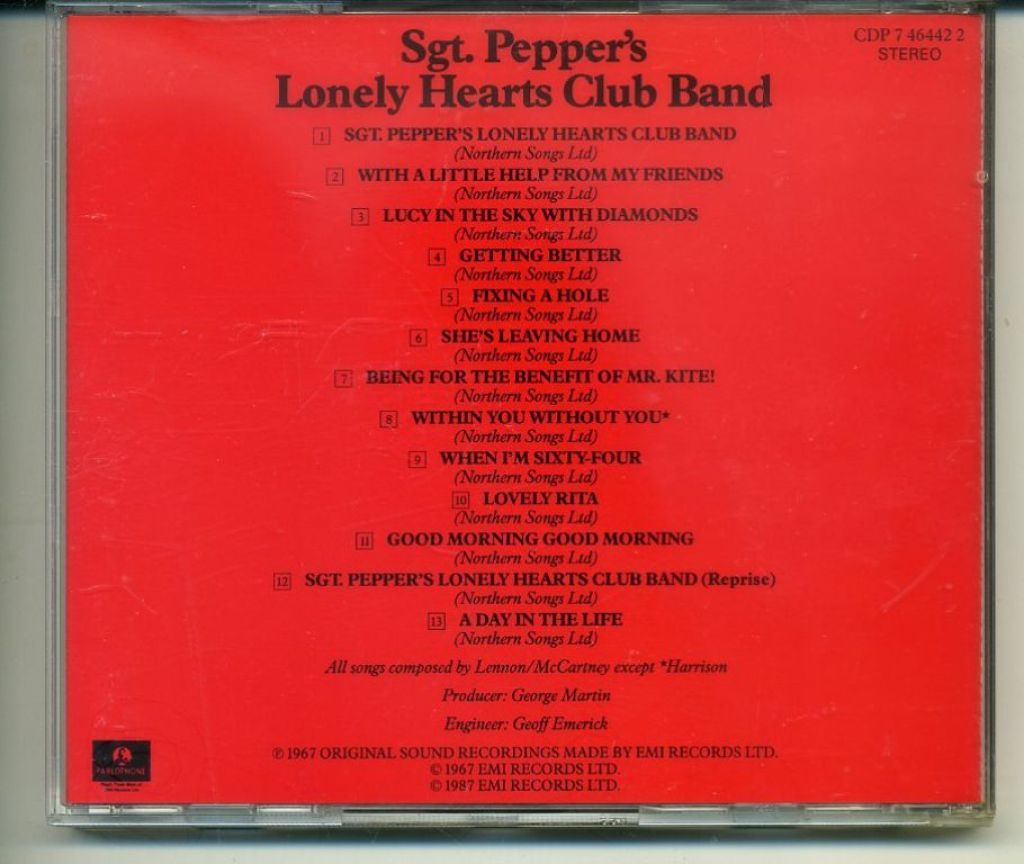 Sgt. Pepper's
Lonely Hearts Club Band
CDP 7 46442 2
STEREO
1 SGT. PEPPER'S LONELY HEARTS CLUB BAND
(Northern Songs Ltd)
2 WITH A LITTLE HELP FROM MY FRIENDS
(Northern Songs Ltd)
3 LUCY IN THE SKY WITH DIAMONDS
(Northern Songs Ltd)
4 GETTING BETTER
(Northern Songs Ltd)
5 FIXING A HOLE
(Northern Songs Ltd)
6 SHE'S LEAVING HOME
(Northern Songs Ltd)
7 BEING FOR THE BENEFIT OF MR. KITE!
(Northern Songs Ltd)
8 WITHIN YOU WITHOUT YOU*
(Northern Songs Ltd)
9 WHEN I'M SIXTY-FOUR
(Northern Songs Ltd)
10 LOVELY RITA
(Northern Songs Ltd)
11 GOOD MORNING GOOD MORNING
(Northern Songs Ltd)
12 SGT. PEPPER'S LONELY HEARTS CLUB BAND (Reprise)
(Northern Songs Ltd)
13 A DAY IN THE LIFE
(Northern Songs Ltd)
All songs composed by Lennon/McCartney except *Harrison
Producer: George Martin
Engineer: Geoff Emerick
℗ 1967 ORIGINAL SOUND RECORDINGS MADE BY EMI RECORDS LTD.
© 1967 EMI RECORDS LTD.
© 1987 EMI RECORDS LTD.
PARLOPHONE